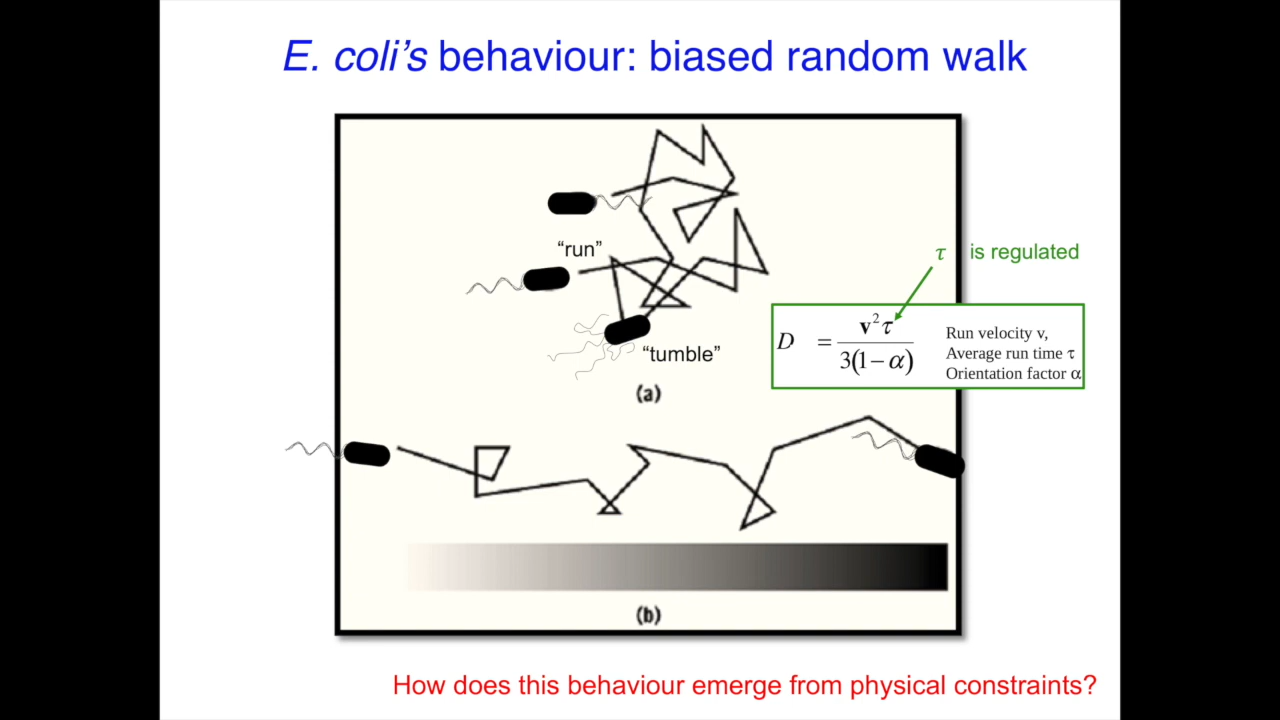 E. coli’s behaviour: biased random walk
“run”
“tumble”
(a)
τ is regulated
D = v²τ / 3(1−α)
Run velocity v,
Average run time τ
Orientation factor α
(b)
How does this behaviour emerge from physical constraints?